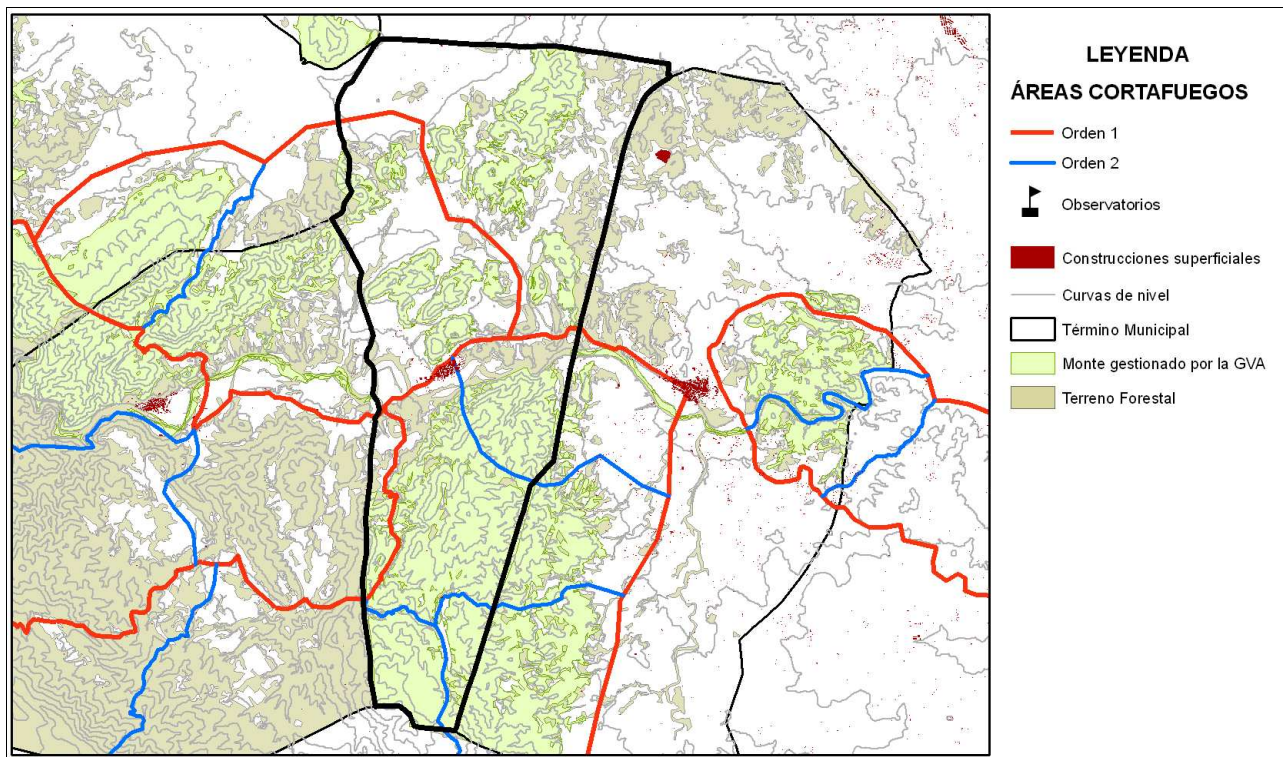 LEYENDA
ÁREAS CORTAFUEGOS
Orden 1
Orden 2
Observatorios
Construcciones superficiales
Curvas de nivel
Término Municipal
Monte gestionado por la GVA
Terreno Forestal